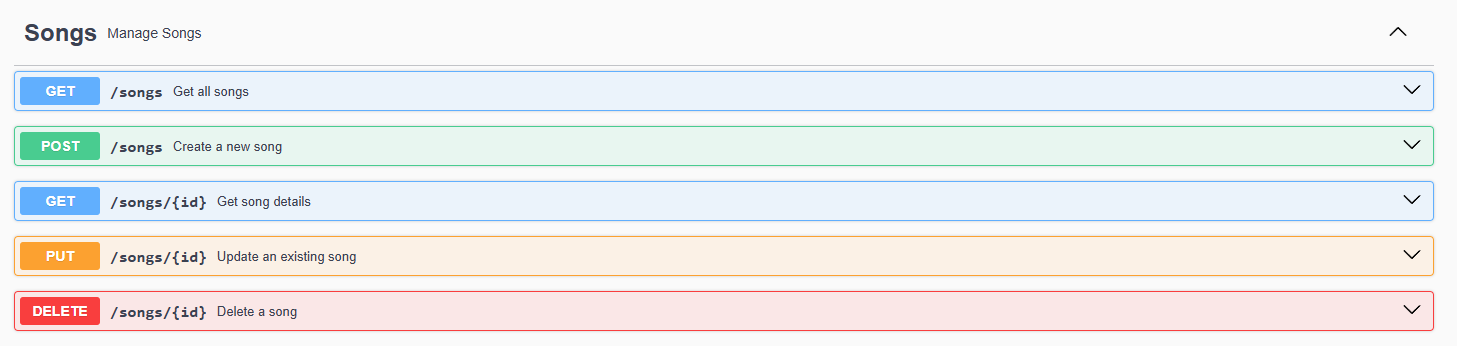 Songs Manage Songs
GET /songs Get all songs
POST /songs Create a new song
GET /songs/{id} Get song details
PUT /songs/{id} Update an existing song
DELETE /songs/{id} Delete a song